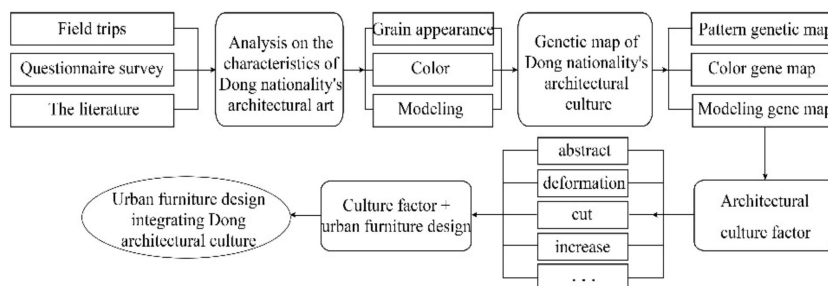 Field trips
Questionnaire survey
The literature
Analysis on the
characteristics of
Dong nationality's
architectural art
Grain appearance
Color
Modeling
Genetic map of
Dong nationality's
architectural
culture
Pattern genetic map
Color gene map
Modeling gene map
Architectural
culture factor
abstract
deformation
cut
increase
...
Culture factor +
urban furniture design
Urban furniture design
integrating Dong
architectural culture